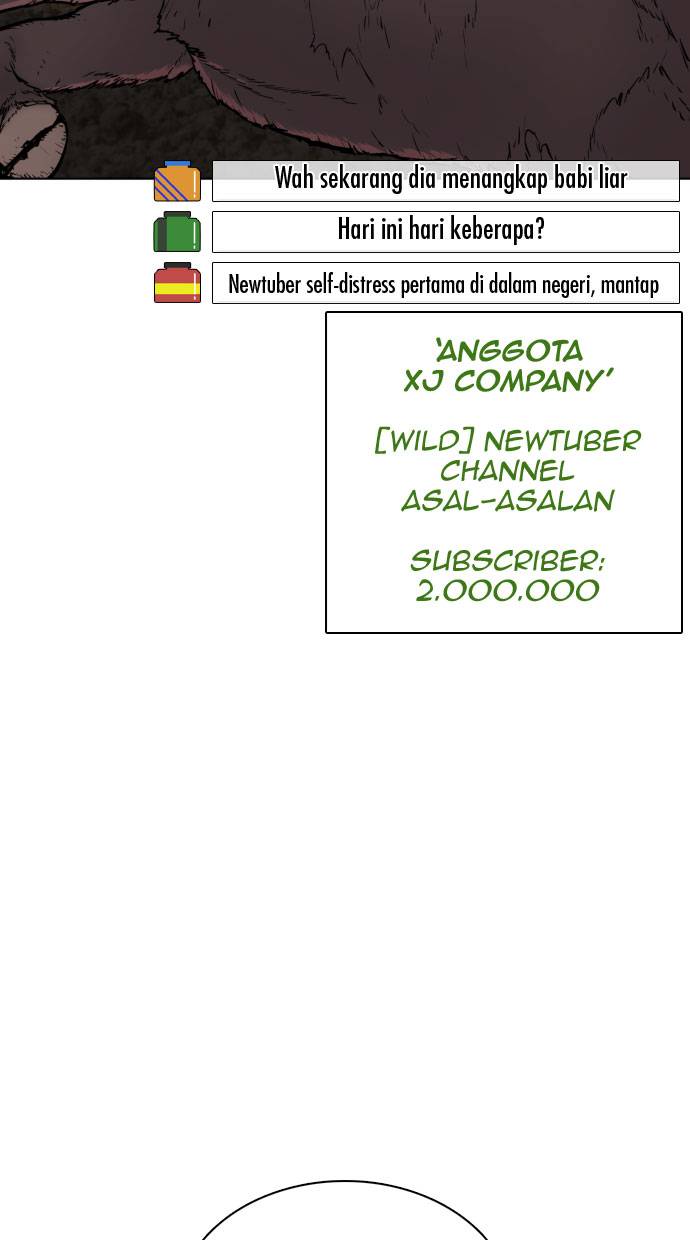 Wah sekarang dia menangkap babi liar
Hari ini hari keberapa?
Newtuber self-distress pertama di dalam negeri, mantap
'ANGGOTA
XJ COMPANY'
[WILD] NEWTUBER
CHANNEL
ASAL-ASALAN
SUBSCRIBER:
2.000.000